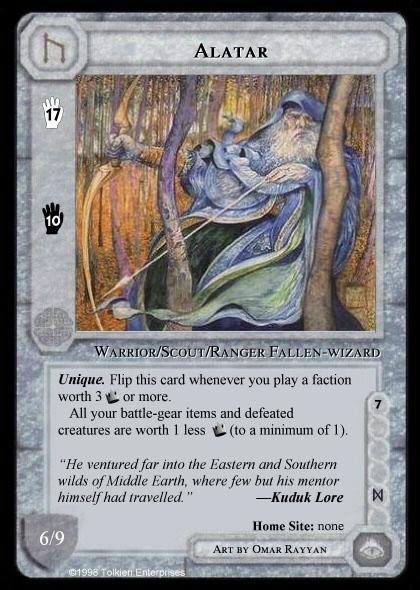 ALATAR
17
10
WARRIOR/SCOUT/RANGER FALLEN-WIZARD
Unique. Flip this card whenever you play a faction
worth 3 or more.
All your battle-gear items and defeated
creatures are worth 1 less (to a minimum of 1).
7
“He ventured far into the Eastern and Southern
wilds of Middle Earth, where few but his mentor
himself had travelled.” —Kuduk Lore
Home Site: none
6/9
ART BY OMAR RAYYAN
©1998 Tolkien Enterprises